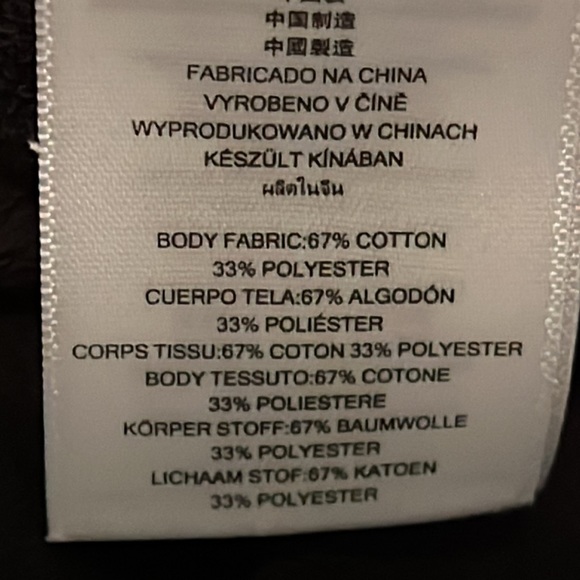 中国制造
中國製造
FABRICADO NA CHINA
VYROBENO V ČÍNĚ
WYPRODUKOWANO W CHINACH
KÉSZÜLT KÍNÁBAN
ผลิตในจีน
BODY FABRIC:67% COTTON
33% POLYESTER
CUERPO TELA:67% ALGODÓN
33% POLIÉSTER
CORPS TISSU:67% COTON 33% POLYESTER
BODY TESSUTO:67% COTONE
33% POLIESTERE
KÖRPER STOFF:67% BAUMWOLLE
33% POLYESTER
LICHAAM STOF:67% KATOEN
33% POLYESTER